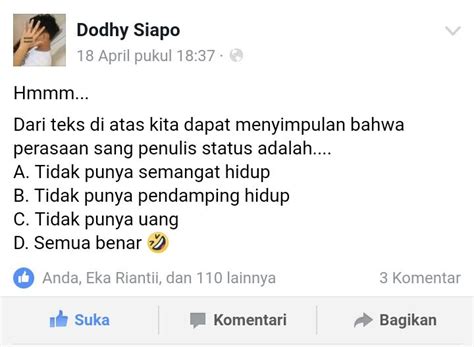 Dodhy Siapo
18 April pukul 18:37 ·
Hmmm...
Dari teks di atas kita dapat menyimpulan bahwa
perasaan sang penulis status adalah....
A. Tidak punya semangat hidup
B. Tidak punya pendamping hidup
C. Tidak punya uang
D. Semua benar 🤣
Anda, Eka Riantii, dan 110 lainnya 3 Komentar
Suka Komentari Bagikan